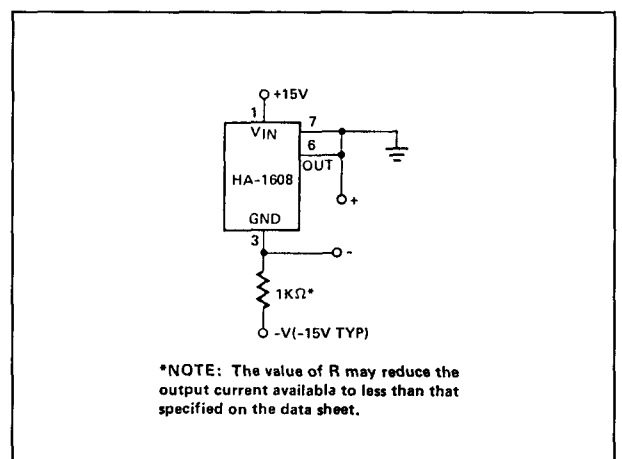 +15V
1
VIN
7
6
OUT
HA-1608
+
GND
3
-
1KΩ*
-V(-15V TYP)
*NOTE: The value of R may reduce the
output current available to less than that
specified on the data sheet.